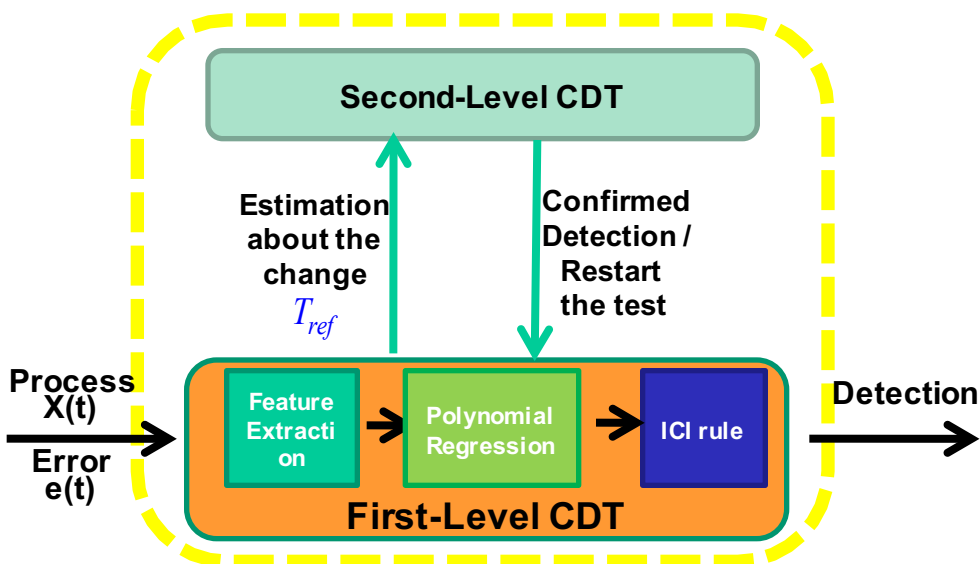 Second-Level CDT
Estimation
about the
change
T_ref
Confirmed
Detection /
Restart
the test
Process
X(t)
Error
e(t)
Feature
Extracti
on
Polynomial
Regression
ICI rule
First-Level CDT
Detection